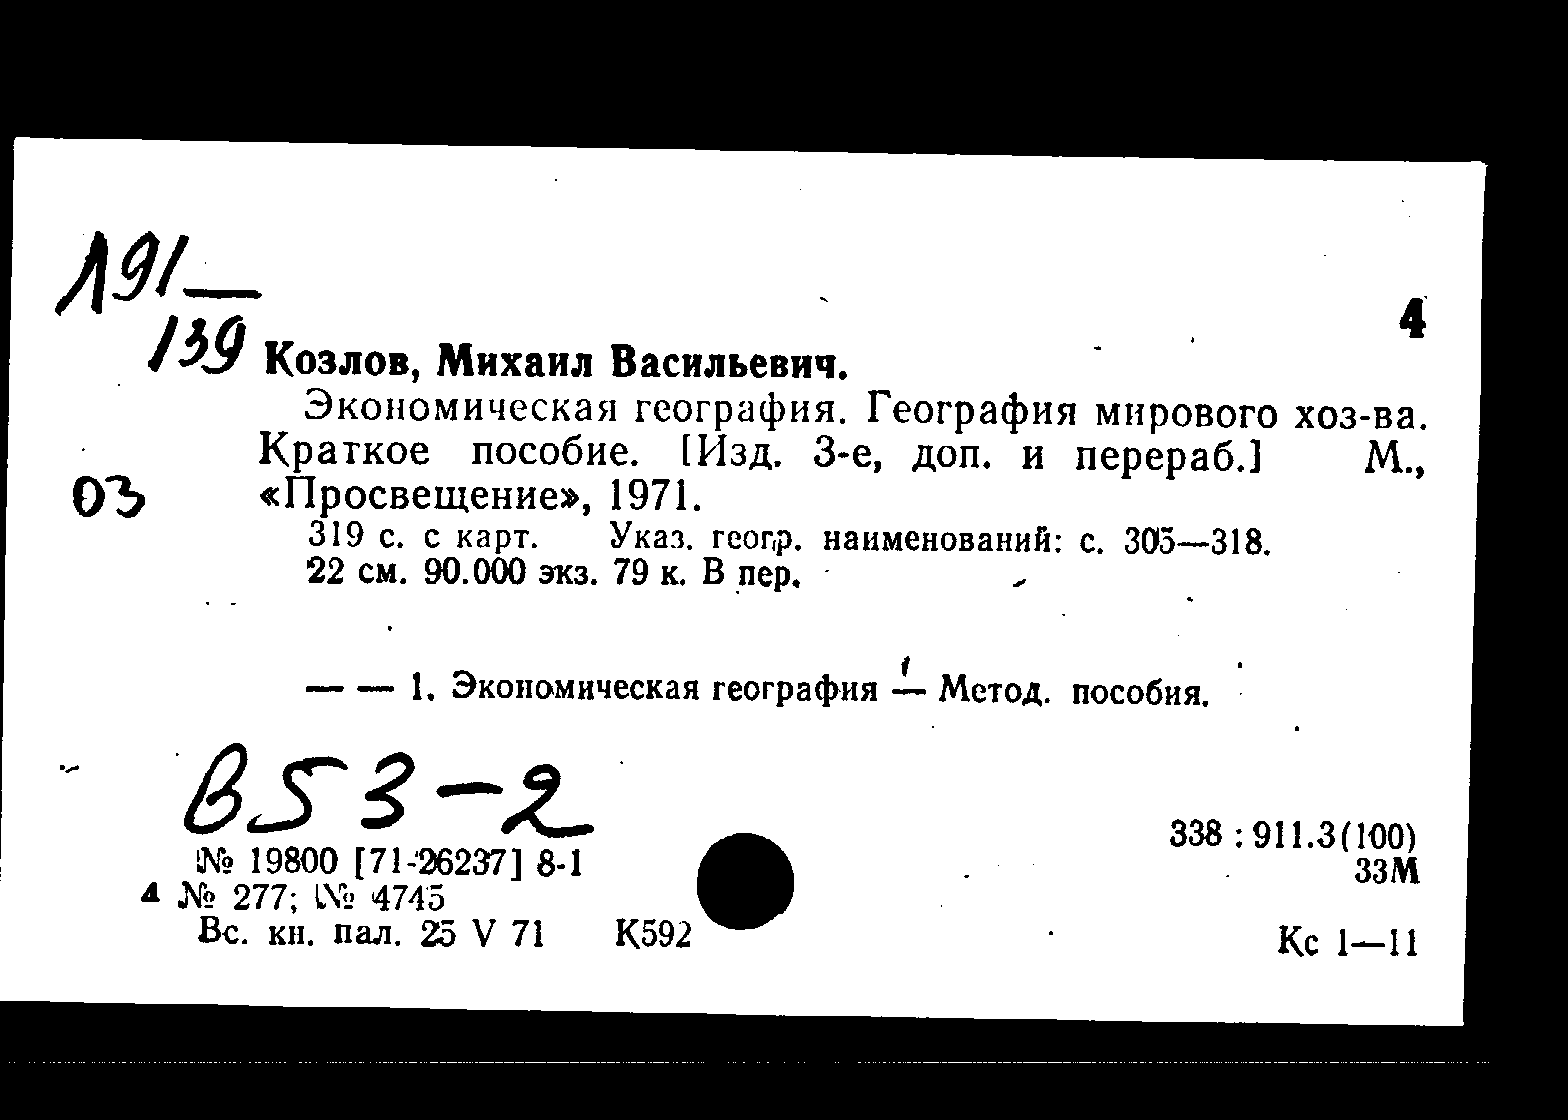 Л91
139
4
Козлов, Михаил Васильевич.
Экономическая география. География мирового хоз-ва.
Краткое пособие. [Изд. 3-е, доп. и перераб.] М.,
03
«Просвещение», 1971.
319 с. с карт. Указ. геогр. наименований: с. 305—318.
22 см. 90.000 экз. 79 к. В пер.
— — 1. Экономическая география — Метод. пособия.
В53-2
338 : 911.3(100)
№ 19800 [71-26237] 8-1
33М
№ 277; № 4745
Вс. кн. пал. 25 V 71 К592
Кс 1—11